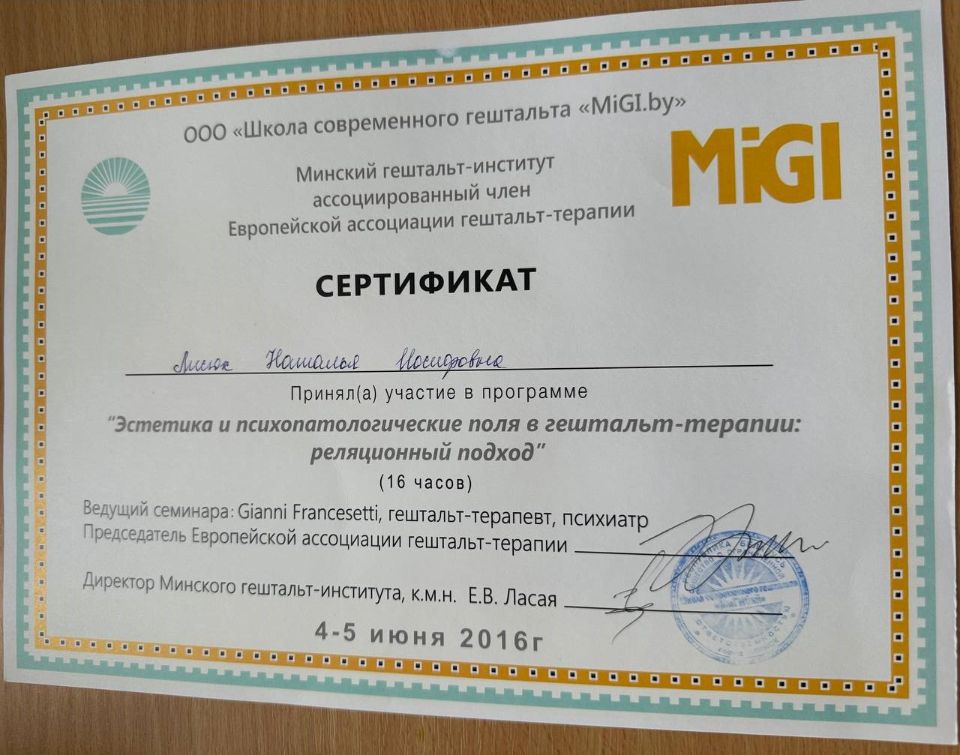 ООО «Школа современного гештальта «MiGI.by»
MiGI
Минский гештальт-институт
ассоциированный член
Европейской ассоциации гештальт-терапии
СЕРТИФИКАТ
Лисюк Наталья Иосифовна
Принял(а) участие в программе
"Эстетика и психопатологические поля в гештальт-терапии:
реляционный подход"
(16 часов)
Ведущий семинара: Gianni Francesetti, гештальт-терапевт, психиатр
Председатель Европейской ассоциации гештальт-терапии
Директор Минского гештальт-института, к.м.н. Е.В. Ласая
4-5 июня 2016г